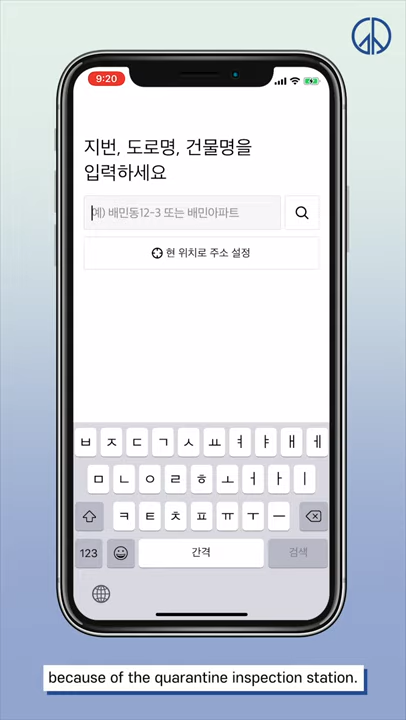 9:20
지번, 도로명, 건물명을
입력하세요
예) 배민동12-3 또는 배민아파트
현 위치로 주소 설정
ㅂ ㅈ ㄷ ㄱ ㅅ ㅛ ㅕ ㅑ ㅐ ㅔ
ㅁ ㄴ ㅇ ㄹ ㅎ ㅗ ㅓ ㅏ ㅣ
ㅋ ㅌ ㅊ ㅍ ㅠ ㅜ ㅡ
123 간격 검색
because of the quarantine inspection station.